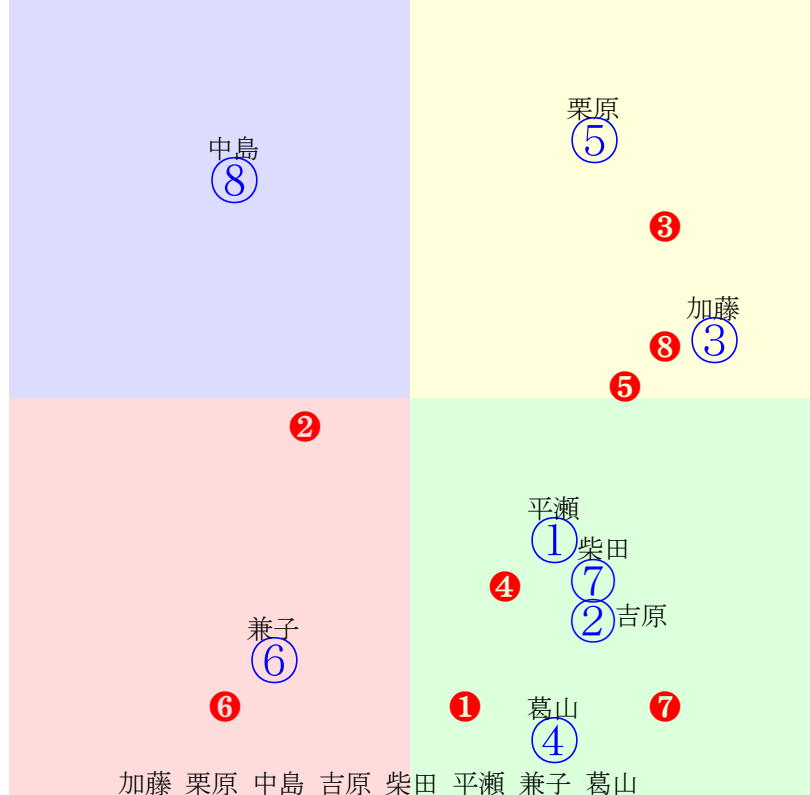 栗原
⑤
中島
⑧
❸
加藤
③
❽
❺
❷
平瀬
①
柴田
⑦
❹
②吉原
兼子
⑥
❻
❶
葛山
❼
④
加藤 栗原 中島 吉原 柴田 平瀬 兼子 葛山